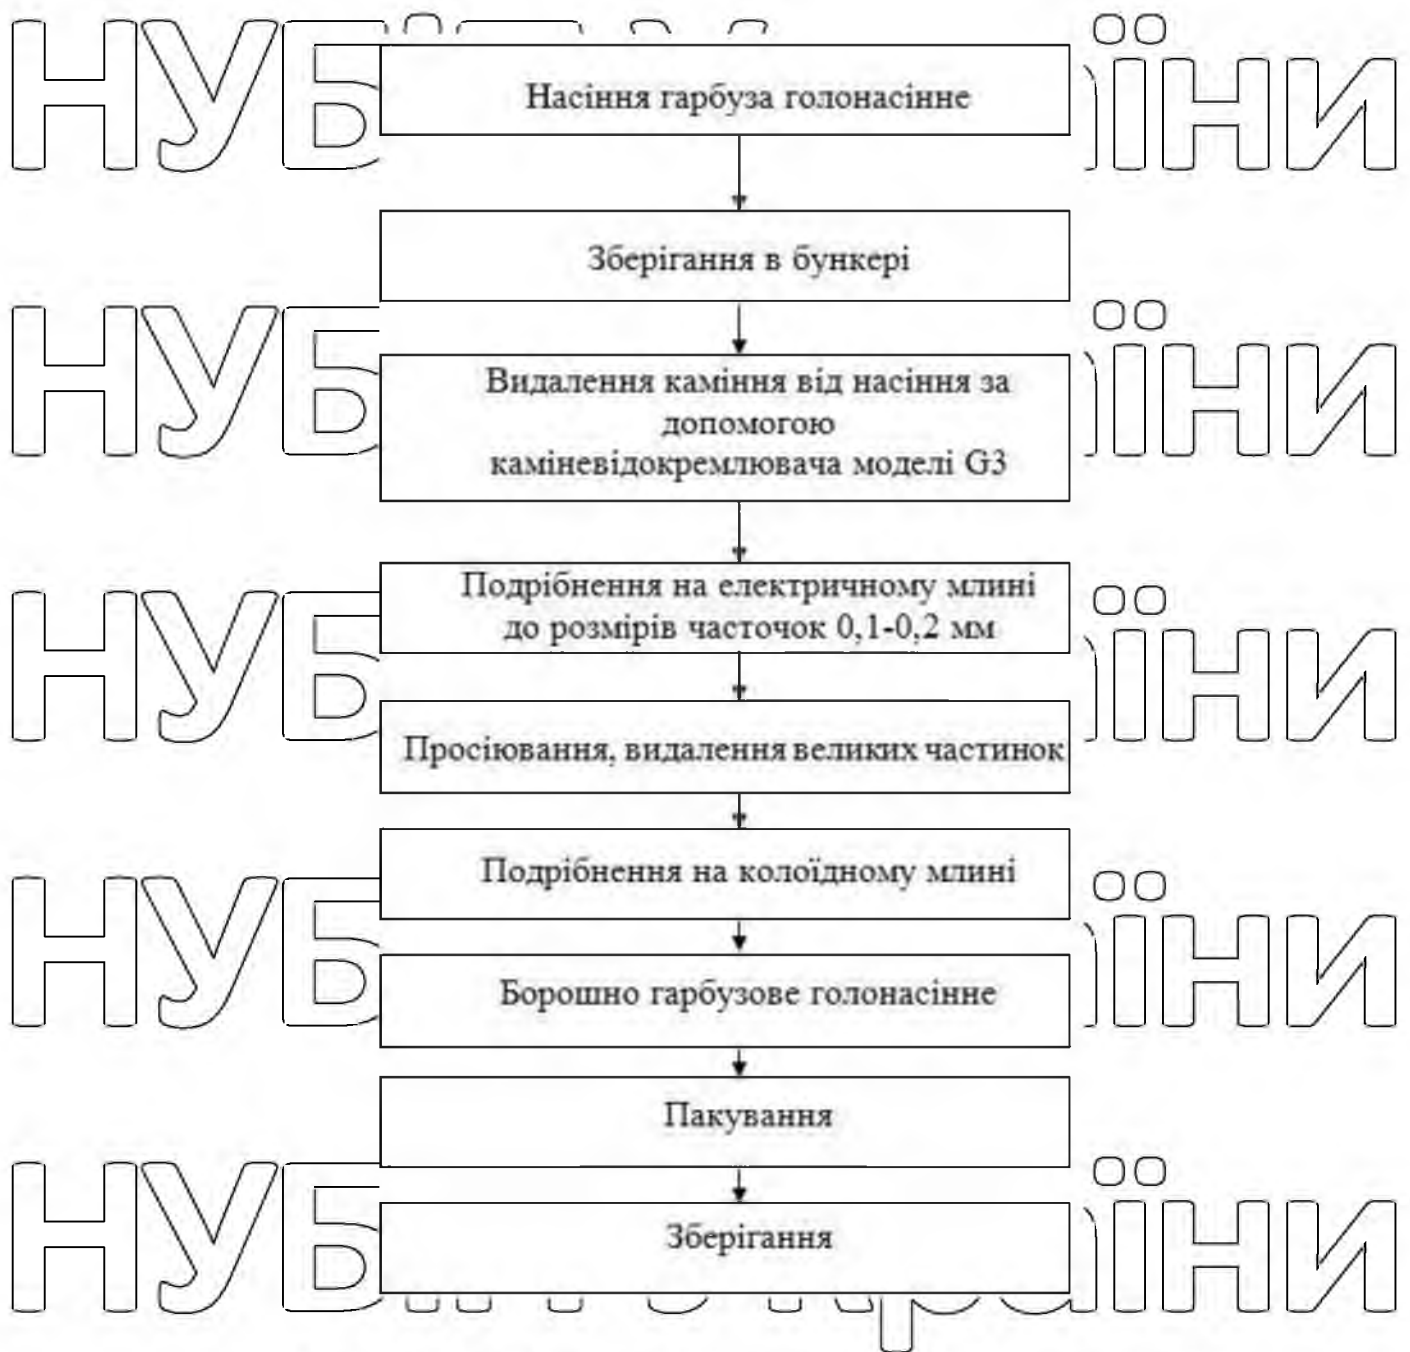 Насіння гарбуза голонасінне
Зберігання в бункері
Видалення каміння від насіння за
допомогою
каміневідокремлювача моделі G3
Подрібнення на електричному млині
до розмірів часточок 0,1-0,2 мм
Просіювання, видалення великих частинок
Подрібнення на колоїдному млині
Борошно гарбузове голонасінне
Пакування
Зберігання